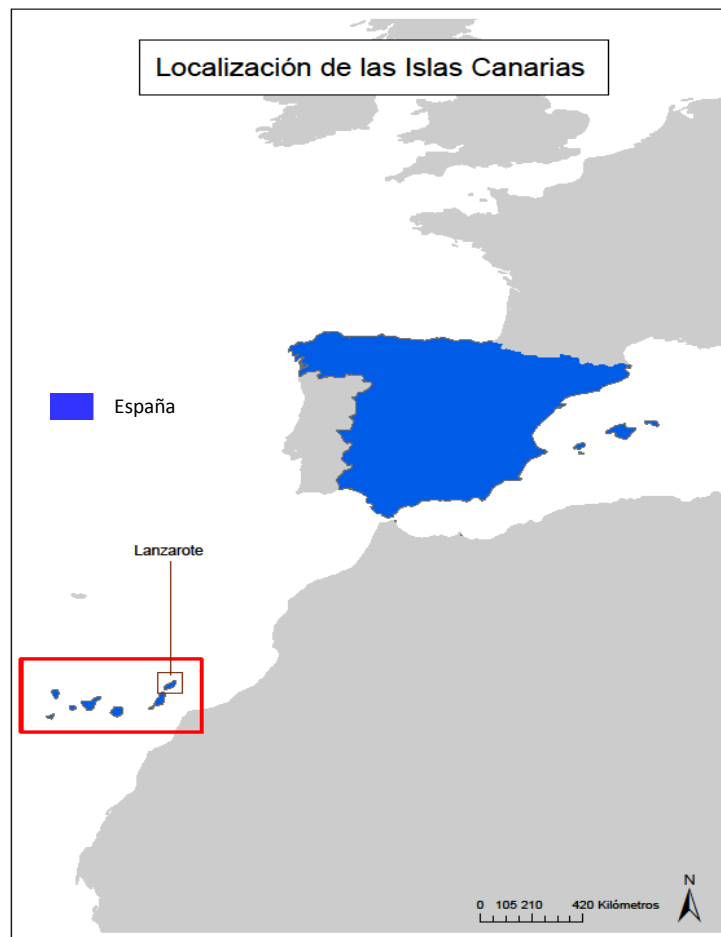 Localización de las Islas Canarias
España
Lanzarote
N
0 105 210 420 Kilómetros